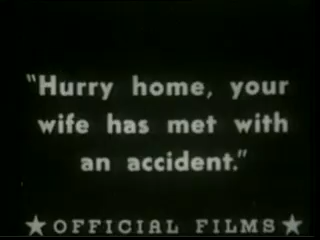 "Hurry home, your
wife has met with
an accident."
★ OFFICIAL FILMS ★